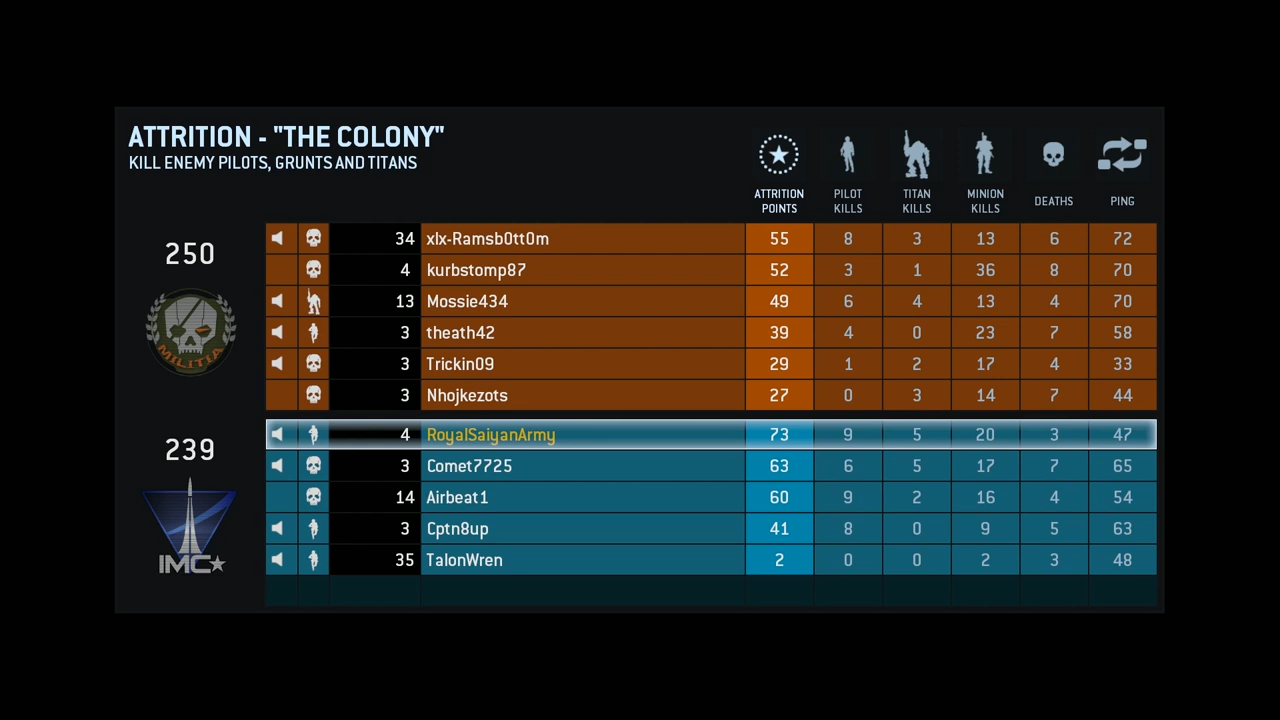 ATTRITION - "THE COLONY"
KILL ENEMY PILOTS, GRUNTS AND TITANS
ATTRITION POINTS PILOT KILLS TITAN KILLS MINION KILLS DEATHS PING
250
MILITIA
34 xIx-Ramsb0tt0m 55 8 3 13 6 72
4 kurbstomp87 52 3 1 36 8 70
13 Mossie434 49 6 4 13 4 70
3 theath42 39 4 0 23 7 58
3 Trickin09 29 1 2 17 4 33
3 Nhojkezots 27 0 3 14 7 44
239
IMC
4 RoyalSaiyanArmy 73 9 5 20 3 47
3 Comet7725 63 6 5 17 7 65
14 Airbeat1 60 9 2 16 4 54
3 Cptn8up 41 8 0 9 5 63
35 TalonWren 2 0 0 2 3 48